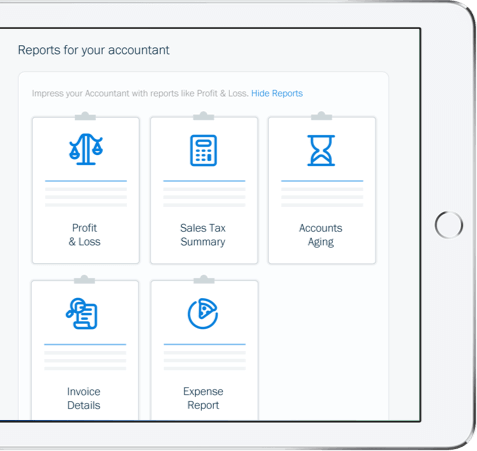 Reports for your accountant
Impress your Accountant with reports like Profit & Loss. Hide Reports
Profit
& Loss
Sales Tax
Summary
Accounts
Aging
Invoice
Details
Expense
Report